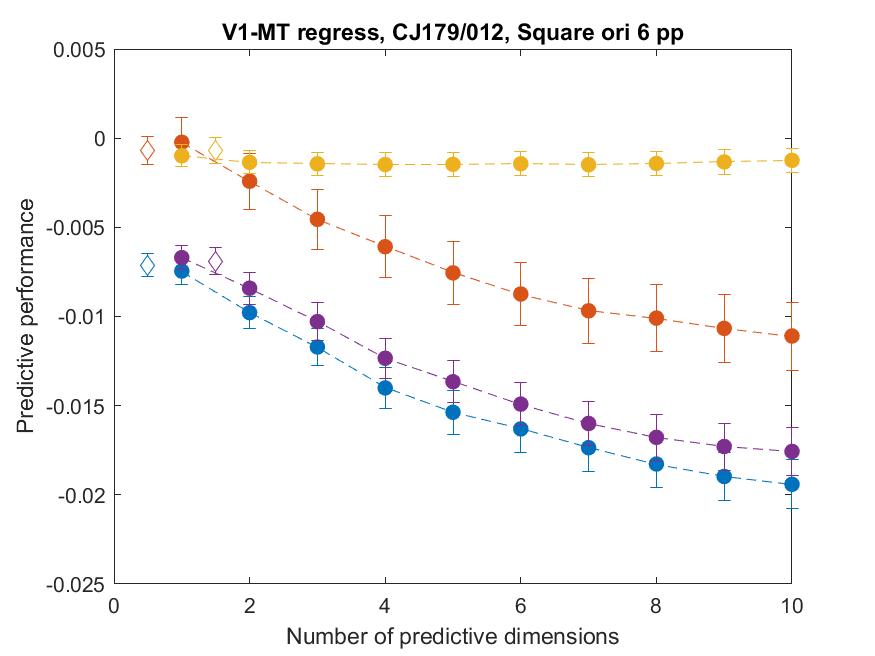 V1-MT regress, CJ179/012, Square ori 6 pp
0.005
0
-0.005
-0.01
-0.015
-0.02
-0.025
Predictive performance
0 2 4 6 8 10
Number of predictive dimensions